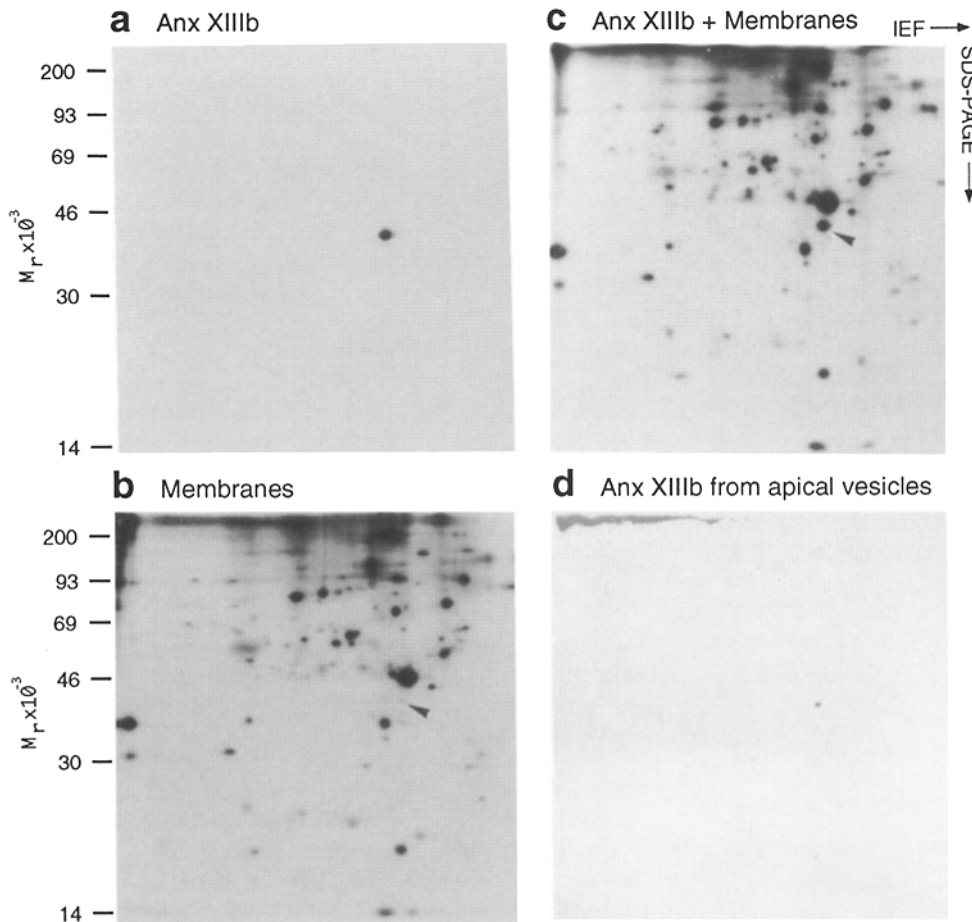 a Anx XIIIb
200
93
69
46
30
14
Mr x10-3
c Anx XIIIb + Membranes
IEF
SDS-PAGE
b Membranes
200
93
69
46
30
14
Mr x10-3
d Anx XIIIb from apical vesicles